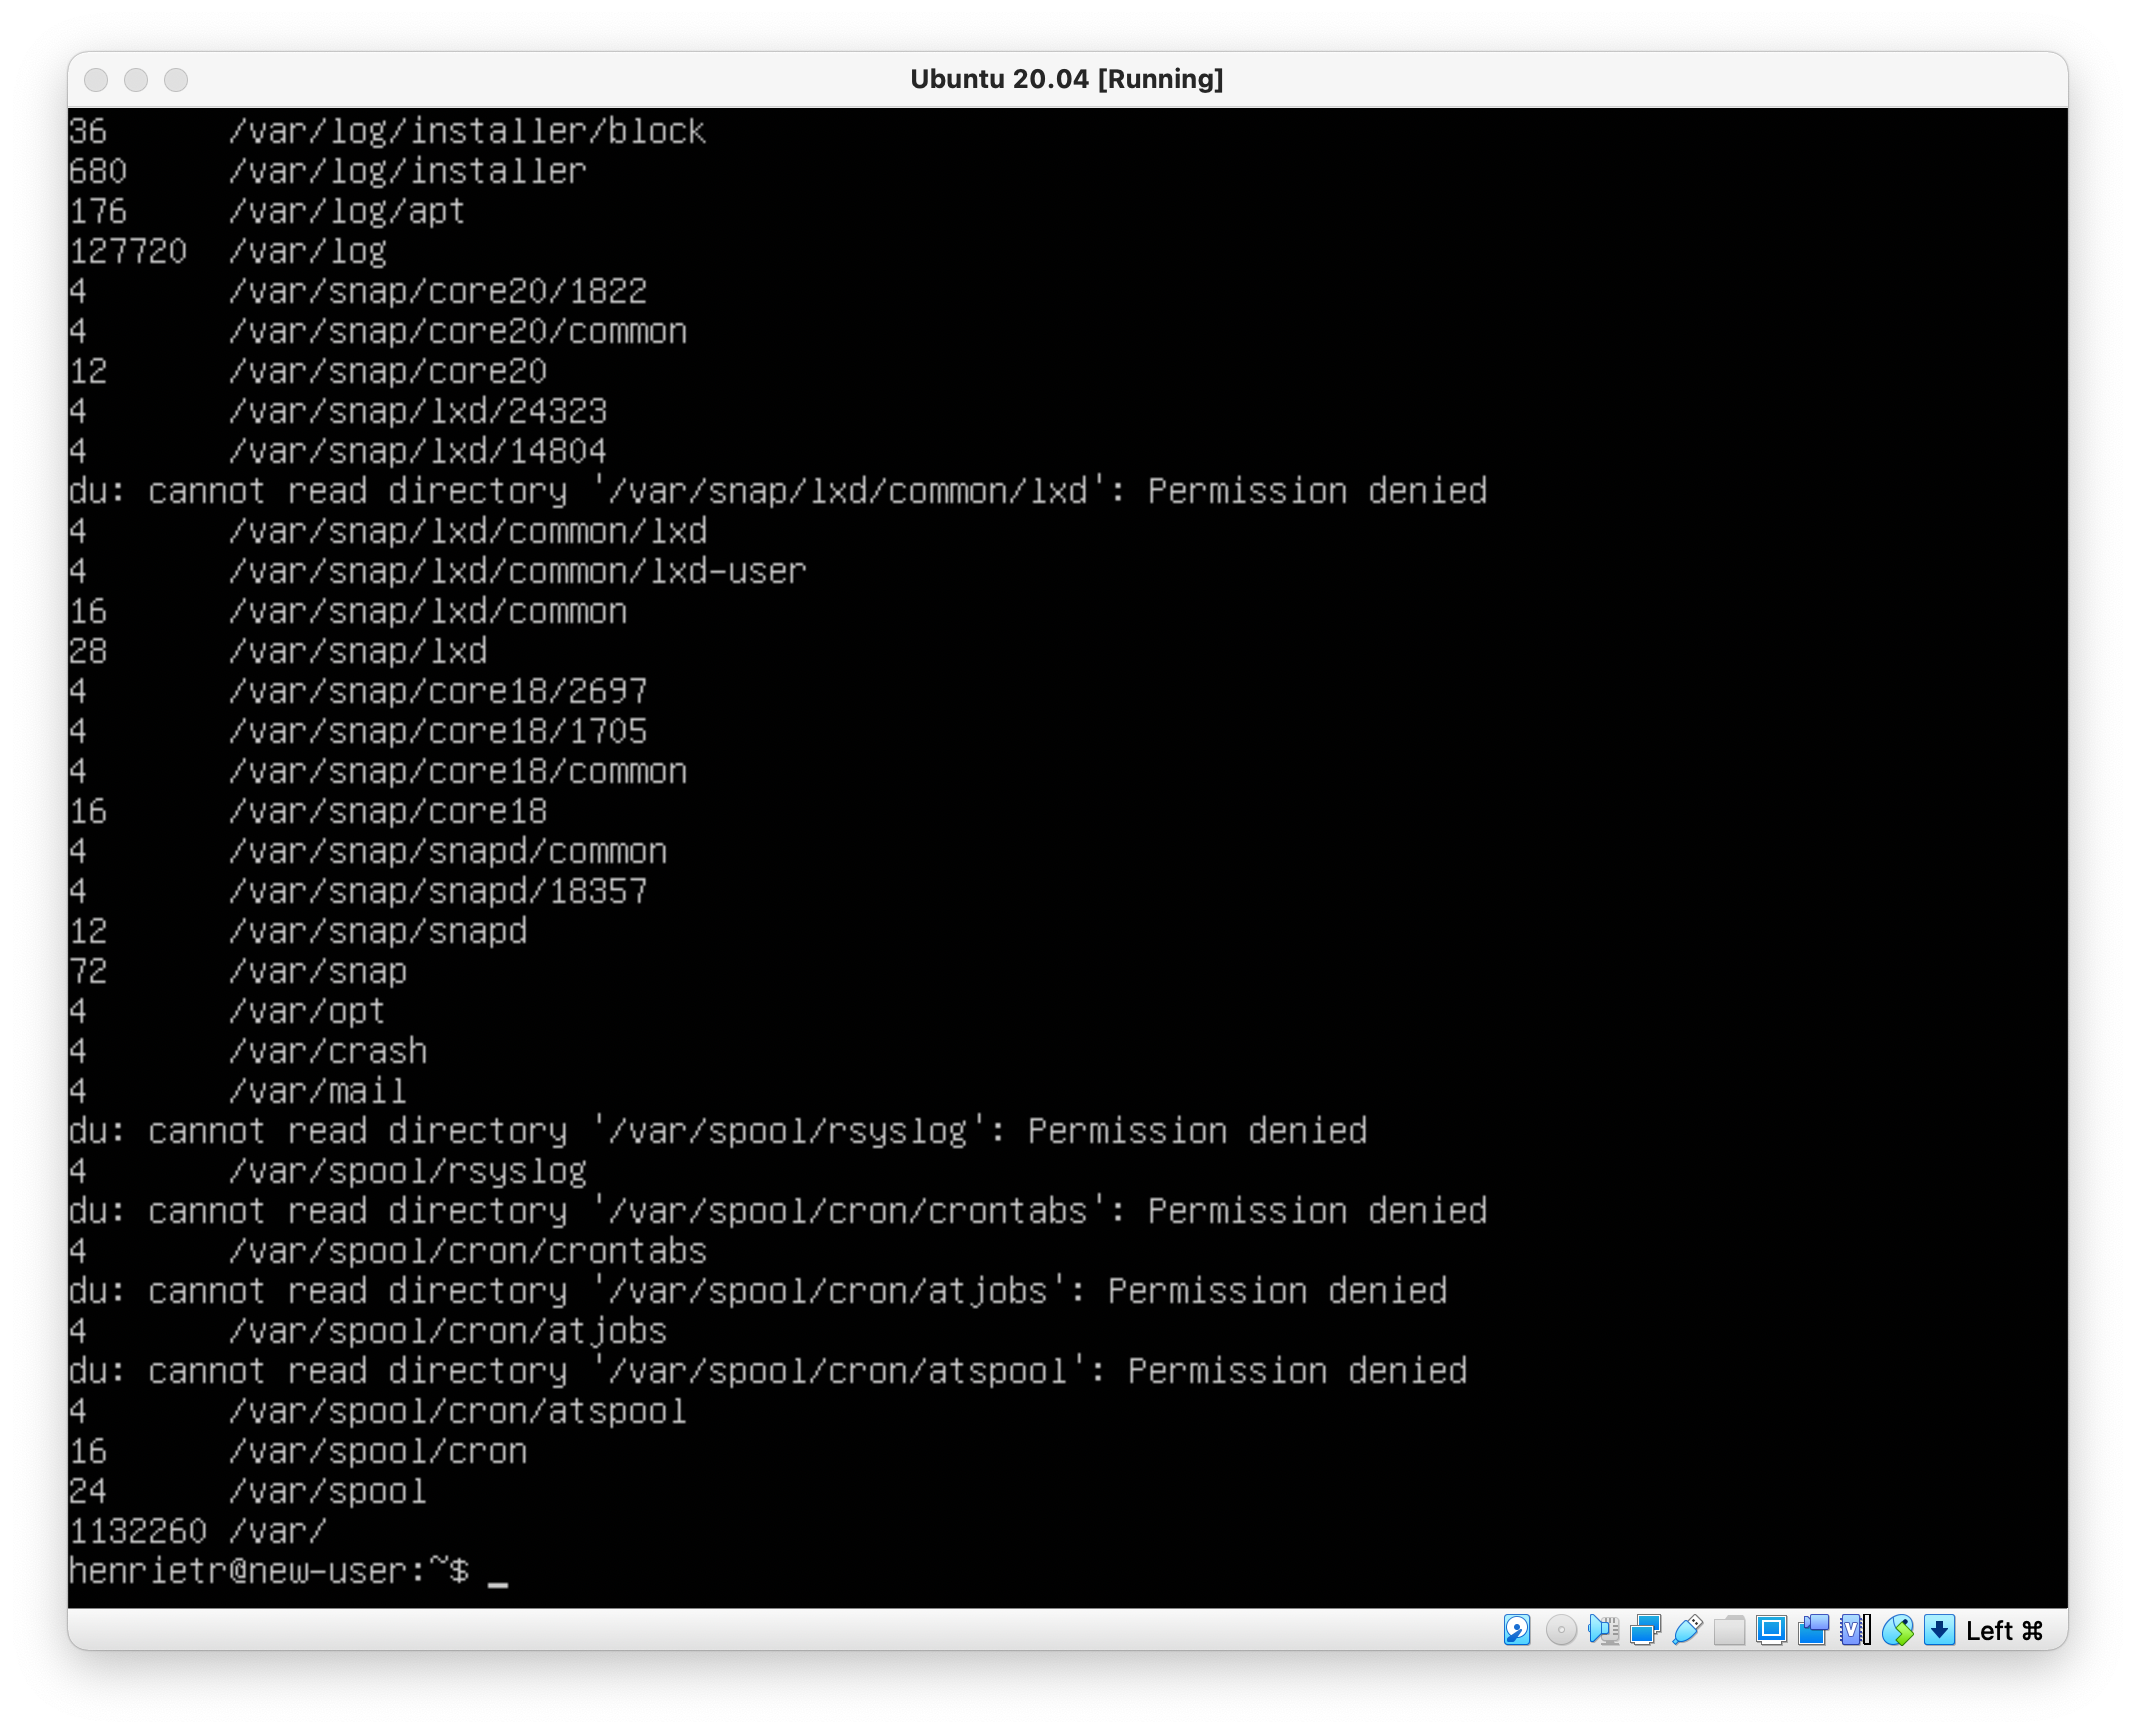 Ubuntu 20.04 [Running]
36      /var/log/installer/block
680     /var/log/installer
176     /var/log/apt
127720  /var/log
4       /var/snap/core20/1822
4       /var/snap/core20/common
12      /var/snap/core20
4       /var/snap/lxd/24323
4       /var/snap/lxd/14804
du: cannot read directory '/var/snap/lxd/common/lxd': Permission denied
4       /var/snap/lxd/common/lxd
4       /var/snap/lxd/common/lxd-user
16      /var/snap/lxd/common
28      /var/snap/lxd
4       /var/snap/core18/2697
4       /var/snap/core18/1705
4       /var/snap/core18/common
16      /var/snap/core18
4       /var/snap/snapd/common
4       /var/snap/snapd/18357
12      /var/snap/snapd
72      /var/snap
4       /var/opt
4       /var/crash
4       /var/mail
du: cannot read directory '/var/spool/rsyslog': Permission denied
4       /var/spool/rsyslog
du: cannot read directory '/var/spool/cron/crontabs': Permission denied
4       /var/spool/cron/crontabs
du: cannot read directory '/var/spool/cron/atjobs': Permission denied
4       /var/spool/cron/atjobs
du: cannot read directory '/var/spool/cron/atspool': Permission denied
4       /var/spool/cron/atspool
16      /var/spool/cron
24      /var/spool
1132260 /var/
henrietr@new-user:~$ _
Left ⌘